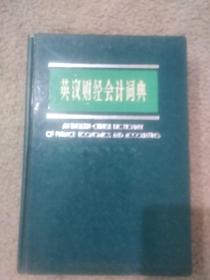 英汉财经会计词典
AN ENGLISH-CHINESE DICTIONARY
OF FINANCE ECONOMICS AND ACCOUNTING